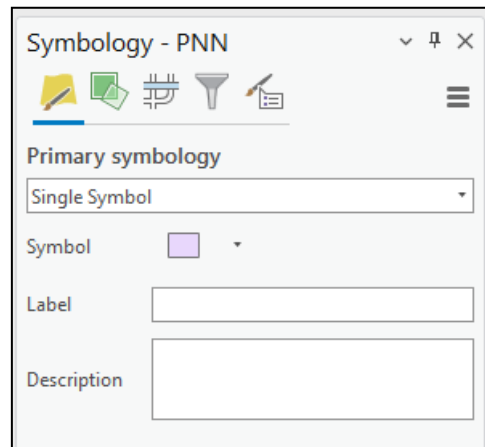 Symbology - PNN
Primary symbology
Single Symbol
Symbol
Label
Description